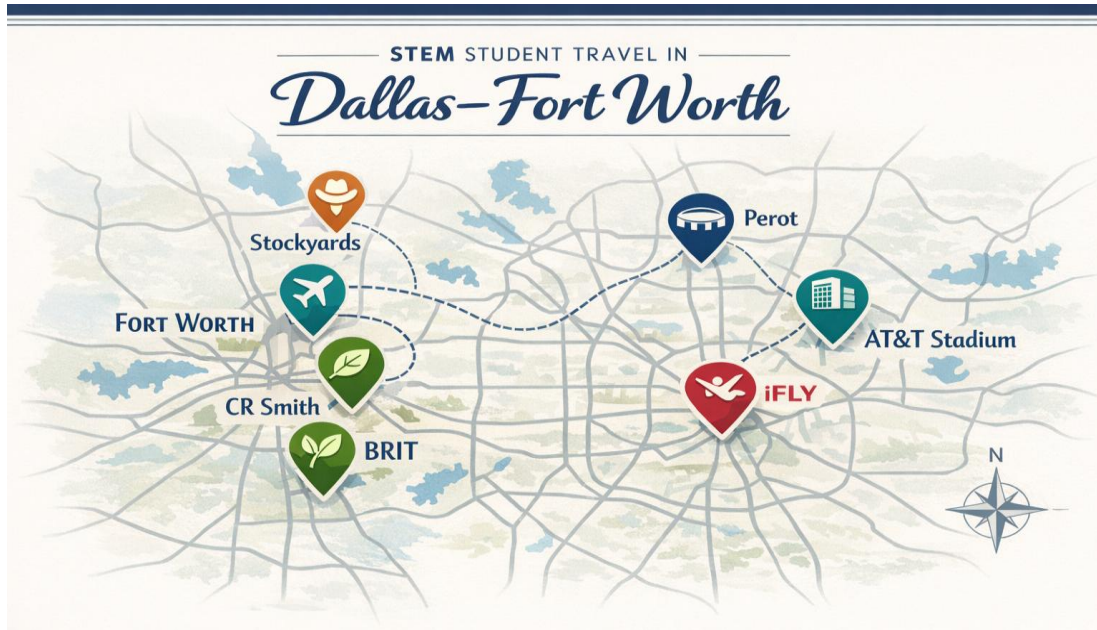 STEM STUDENT TRAVEL IN
Dallas–Fort Worth
Stockyards
Perot
FORT WORTH
AT&T Stadium
CR Smith
iFLY
BRIT
N